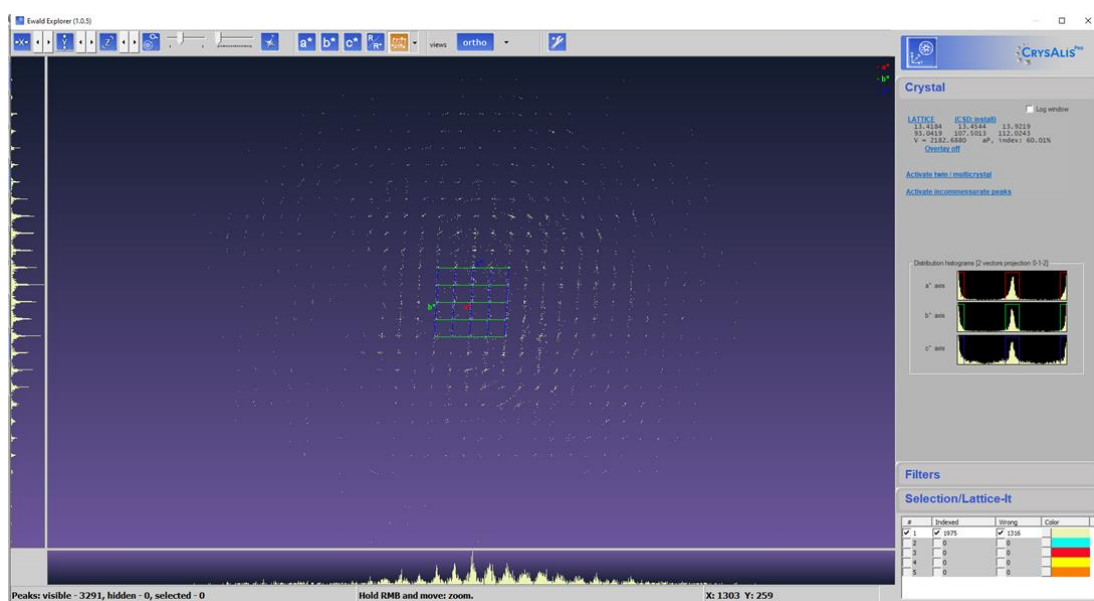 Ewald Explorer (1.0.5)
X Y Z a* b* c* R/R* views ortho
- a*
- b*
b* a*
CRYSALIS Pro
Crystal
Log window
LATTICE (CSD: install)
13.4184 13.4544 13.9219
93.0419 107.5013 112.0243
V = 2182.6880 aP, index: 60.01%
Overlay off
Activate twin / multicrystal
Activate incommensurate peaks
Distribution histograms [2 vectors projection 0-1-2]
a* axis
b* axis
c* axis
Filters
Selection/Lattice-It
# Indexed Wrong Color
1 1975 1316
2 0 0
3 0 0
4 0 0
5 0 0
Peaks: visible - 3291, hidden - 0, selected - 0 Hold RMB and move: zoom. X: 1303 Y: 259